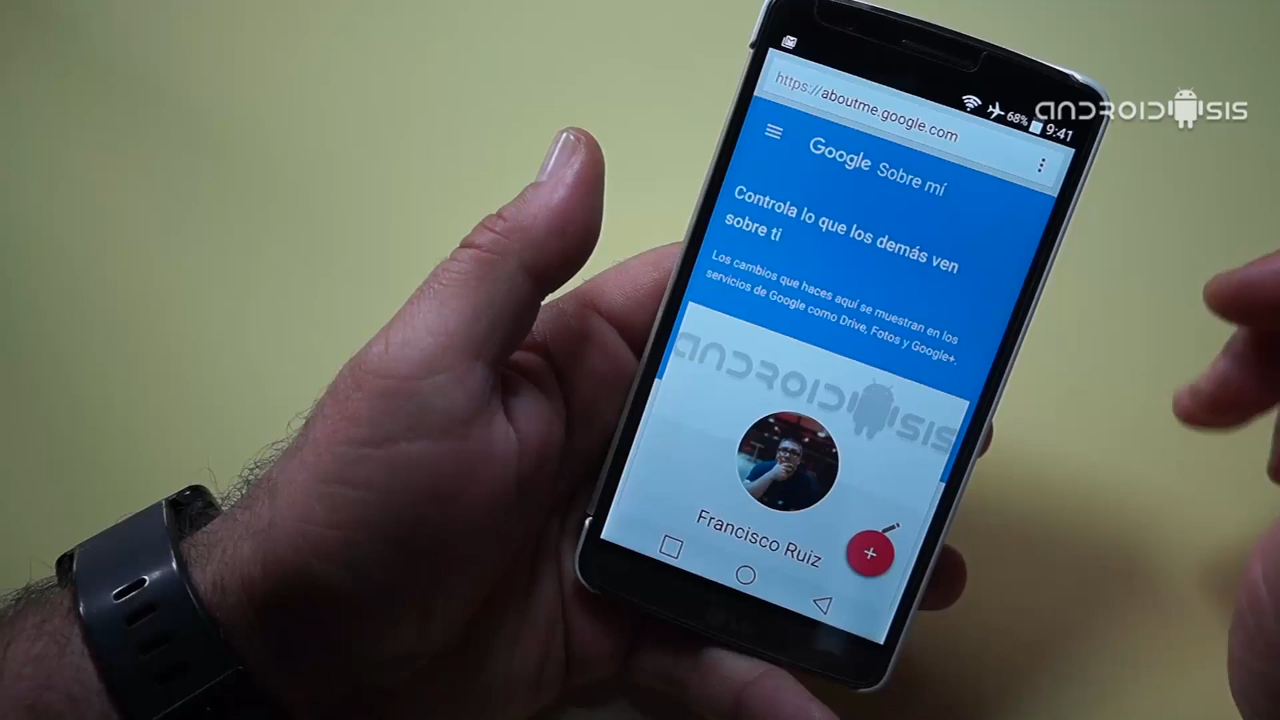 ANDROIDSIS
68% 9:41
https://aboutme.google.com
Google Sobre mí
Controla lo que los demás ven
sobre ti
Los cambios que haces aquí se muestran en los
servicios de Google como Drive, Fotos y Google+.
ANDROIDSIS
Francisco Ruiz